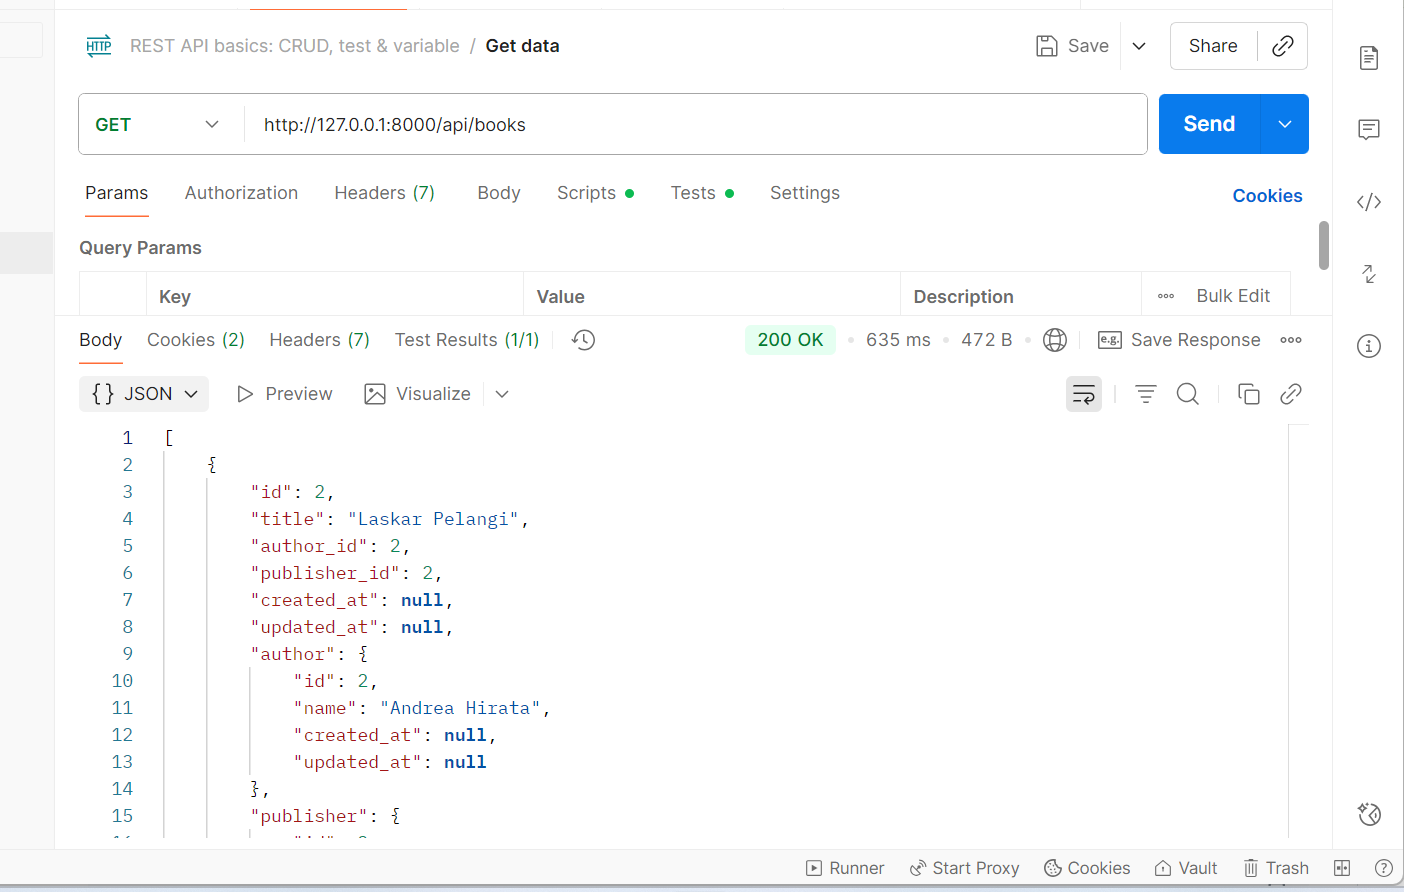 REST API basics: CRUD, test & variable / Get data
Save
Share
GET
http://127.0.0.1:8000/api/books
Send
Params Authorization Headers (7) Body Scripts Tests Settings
Cookies
Query Params
Key Value Description Bulk Edit
Body Cookies (2) Headers (7) Test Results (1/1) 200 OK 635 ms 472 B e.g. Save Response
{} JSON Preview Visualize
1 [
2 {
3 "id": 2,
4 "title": "Laskar Pelangi",
5 "author_id": 2,
6 "publisher_id": 2,
7 "created_at": null,
8 "updated_at": null,
9 "author": {
10 "id": 2,
11 "name": "Andrea Hirata",
12 "created_at": null,
13 "updated_at": null
14 },
15 "publisher": {
Runner Start Proxy Cookies Vault Trash